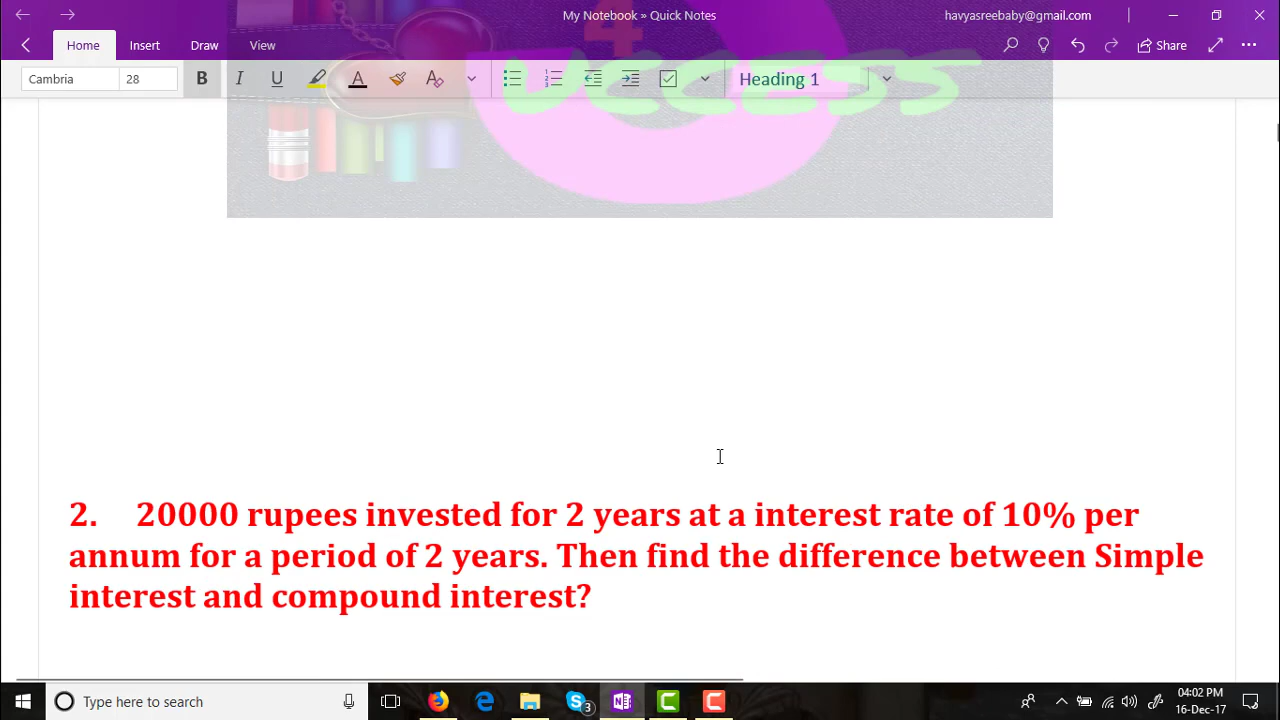 My Notebook » Quick Notes
havyasreebaby@gmail.com
Home Insert Draw View
Share
Cambria 28 B I U A A Heading 1
uccess
2. 20000 rupees invested for 2 years at a interest rate of 10% per
annum for a period of 2 years. Then find the difference between Simple
interest and compound interest?
Type here to search
3
04:02 PM
16-Dec-17